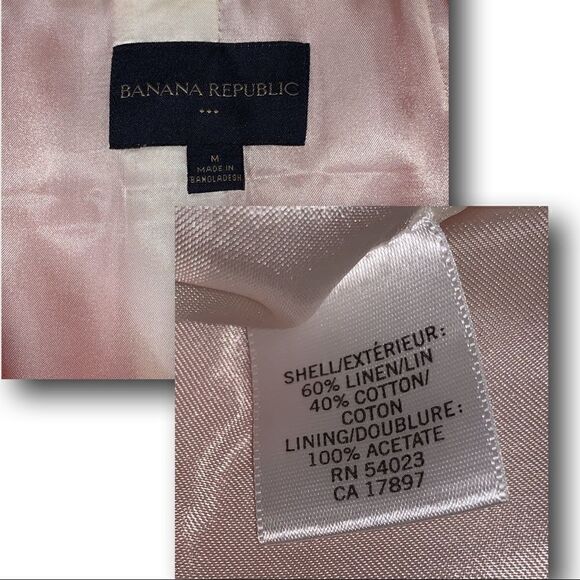 BANANA REPUBLIC
M
MADE IN
BANGLADESH
SHELL/EXTÉRIEUR:
60% LINEN/LIN
40% COTTON/
COTON
LINING/DOUBLURE:
100% ACETATE
RN 54023
CA 17897